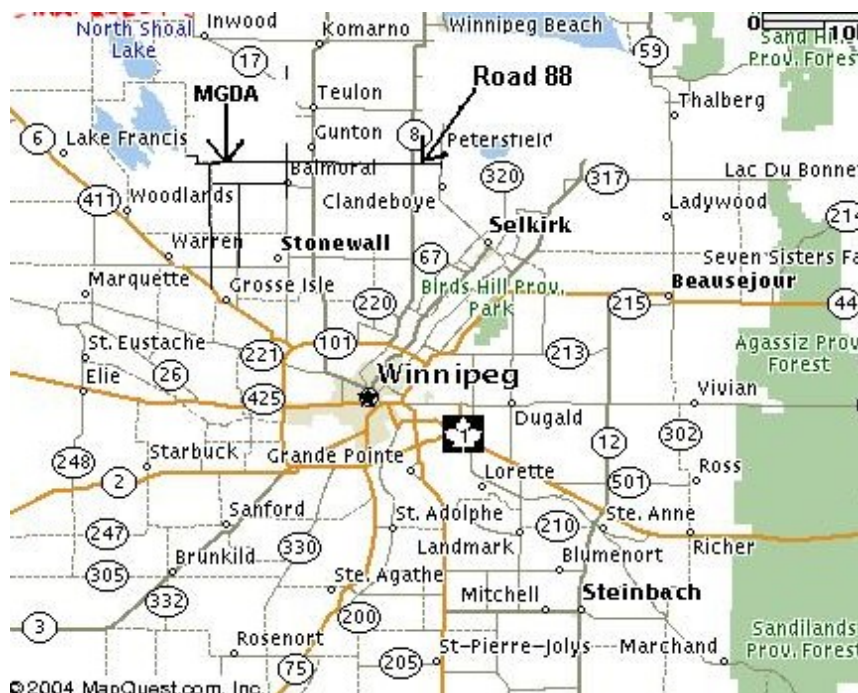 Inwood
Komarno
Winnipeg Beach
0
10
North Shoal
Lake
17
59
Sand Hill
Prov. Forest
MGDA
Teulon
Road 88
Thalberg
6
Lake Francis
Gunton
8
Petersfield
Balmoral
320
317
Lac Du Bonnet
411
Woodlands
Clandeboye
Ladywood
214
Selkirk
Warren
Stonewall
67
Seven Sisters Fa
Marquette
Grosse Isle
220
Birds Hill Prov.
Park
Beausejour
215
44
St. Eustache
221
101
213
Agassiz Prov
Forest
26
Elie
425
Winnipeg
Vivian
Dugald
1
12
302
Starbuck
Grande Pointe
248
2
Lorette
501
Ross
Sanford
St. Adolphe
210
Ste. Anne
247
330
Landmark
Richer
Brunkild
Blumenort
305
Ste. Agathe
332
Mitchell
Steinbach
3
200
Rosenort
St-Pierre-Jolys
Marchand
Sandilands
Prov. Forest
75
205
©2004 MapQuest.com, Inc.